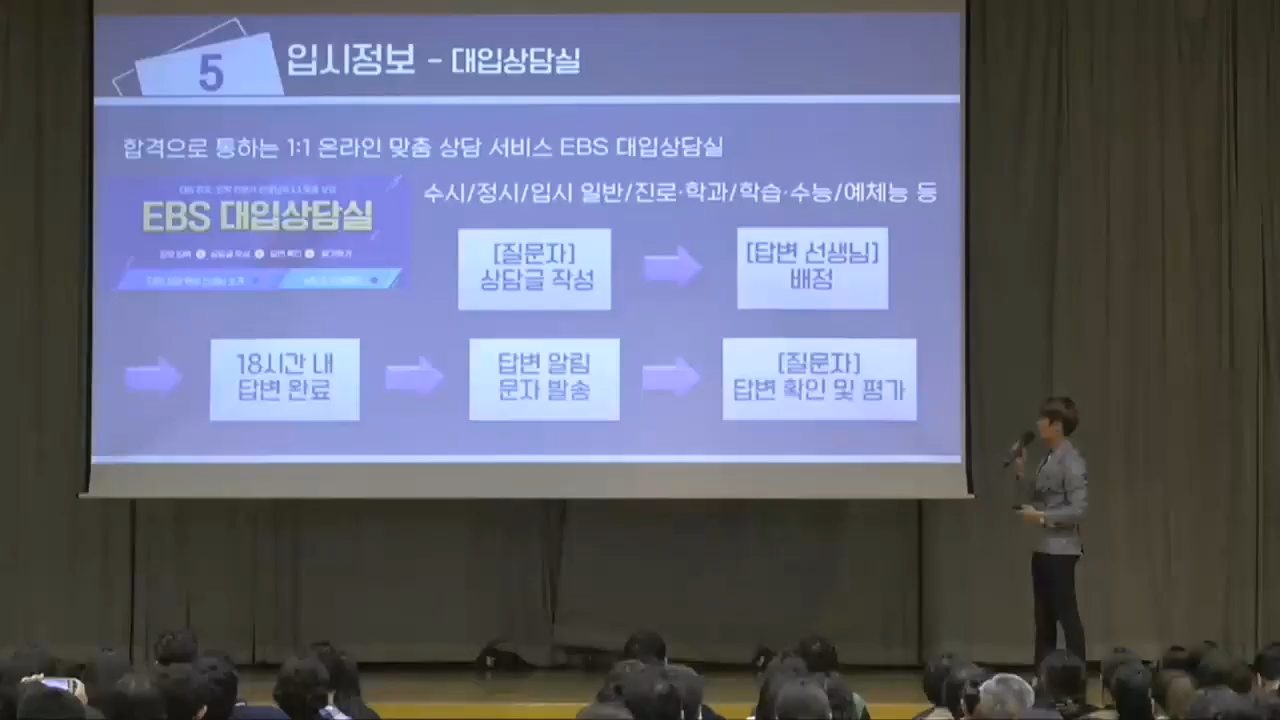 5
입시정보 - 대입상담실
합격으로 통하는 1:1 온라인 맞춤 상담 서비스 EBS 대입상담실
수시/정시/입시 일반/진로·학과/학습·수능/예체능 등
EBS 대입상담실
[질문자]
상담글 작성
[답변 선생님]
배정
18시간 내
답변 완료
답변 알림
문자 발송
[질문자]
답변 확인 및 평가